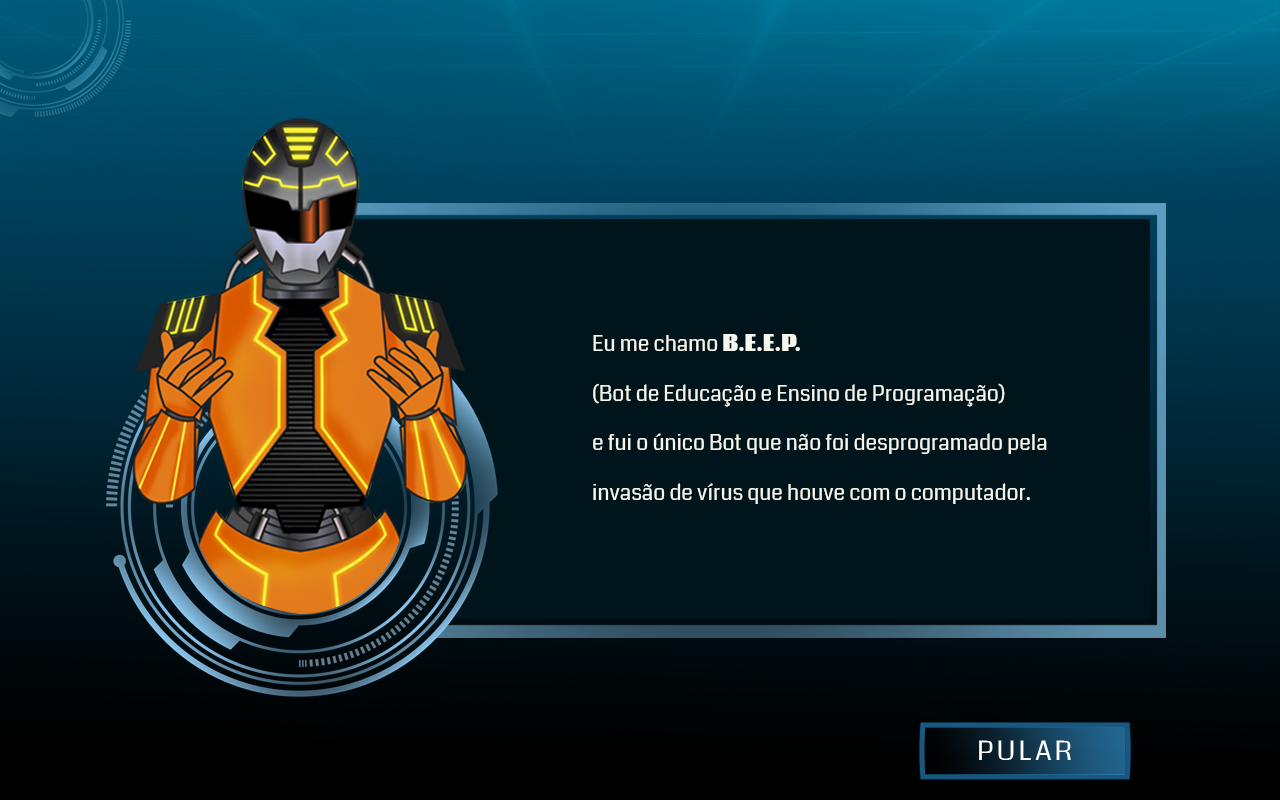 Eu me chamo B.E.E.P.
(Bot de Educação e Ensino de Programação)
e fui o único Bot que não foi desprogramado pela
invasão de vírus que houve com o computador.
PULAR